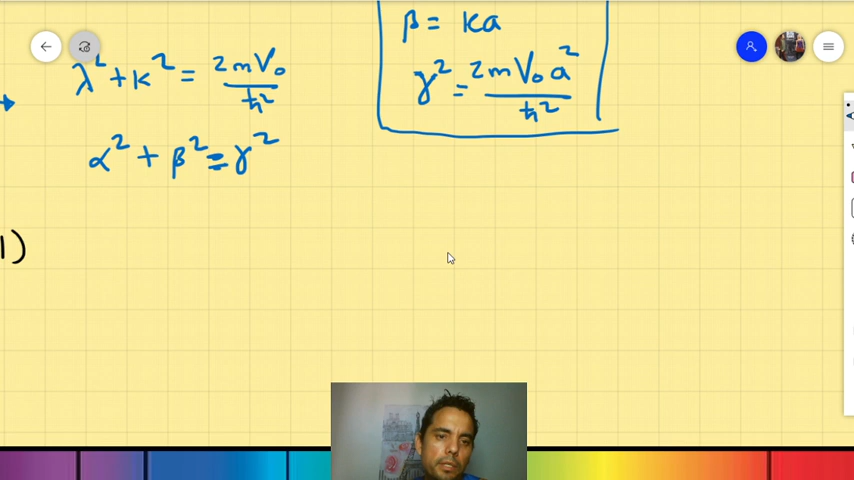 β = κa
λ² + κ² = 2mV₀/ħ²
γ² = 2mV₀a²/ħ²
α² + β² = γ²
1)